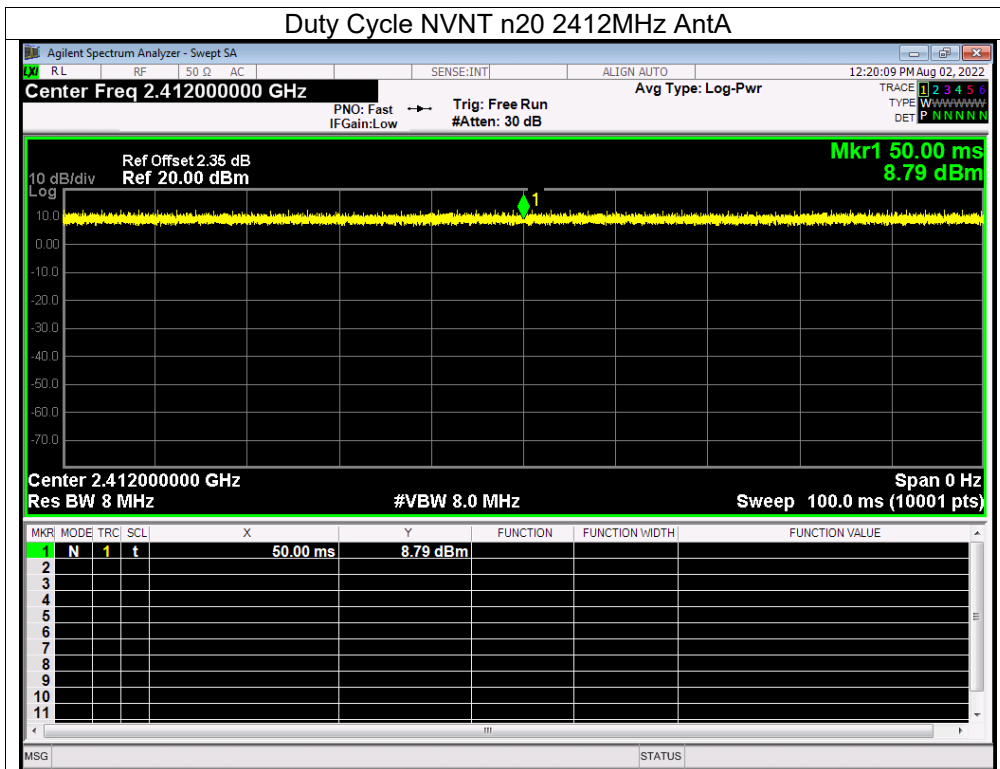 Duty Cycle NVNT n20 2412MHz AntA
Agilent Spectrum Analyzer - Swept SA
LXI RL RF 50 Ω AC SENSE:INT ALIGN AUTO 12:20:09 PM Aug 02, 2022
Center Freq 2.412000000 GHz Avg Type: Log-Pwr TRACE 1 2 3 4 5 6
PNO: Fast Trig: Free Run TYPE WWWWWW
IFGain:Low #Atten: 30 dB DET P N N N N N
Mkr1 50.00 ms
Ref Offset 2.35 dB 8.79 dBm
10 dB/div Ref 20.00 dBm
Log
1
10.0
0.00
-10.0
-20.0
-30.0
-40.0
-50.0
-60.0
-70.0
Center 2.412000000 GHz Span 0 Hz
Res BW 8 MHz #VBW 8.0 MHz Sweep 100.0 ms (10001 pts)
MKR MODE TRC SCL X Y FUNCTION FUNCTION WIDTH FUNCTION VALUE
1 N 1 t 50.00 ms 8.79 dBm
2
3
4
5
6
7
8
9
10
11
MSG STATUS